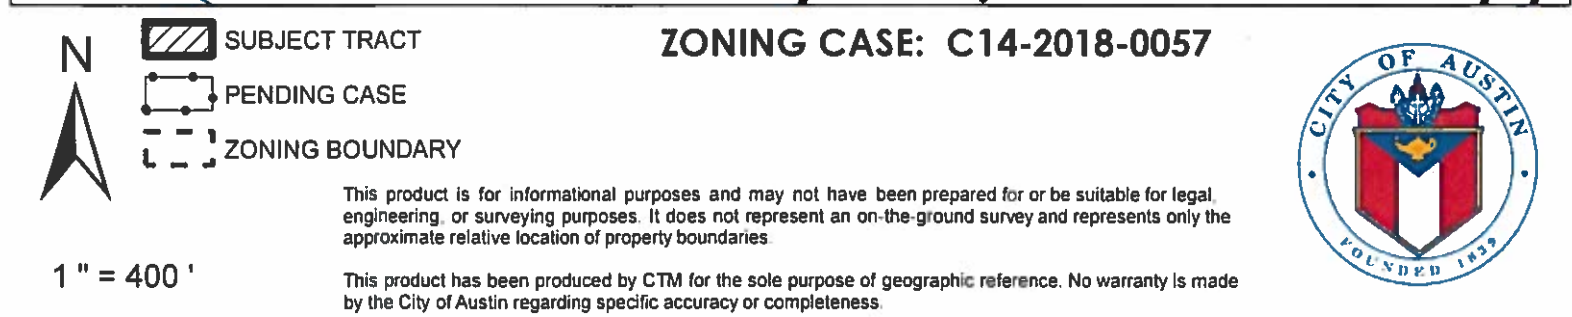 N
SUBJECT TRACT
PENDING CASE
ZONING BOUNDARY
1 " = 400 '
ZONING CASE: C14-2018-0057
This product is for informational purposes and may not have been prepared for or be suitable for legal,
engineering, or surveying purposes. It does not represent an on-the-ground survey and represents only the
approximate relative location of property boundaries.
This product has been produced by CTM for the sole purpose of geographic reference. No warranty is made
by the City of Austin regarding specific accuracy or completeness.
CITY OF AUSTIN
FOUNDED 1839